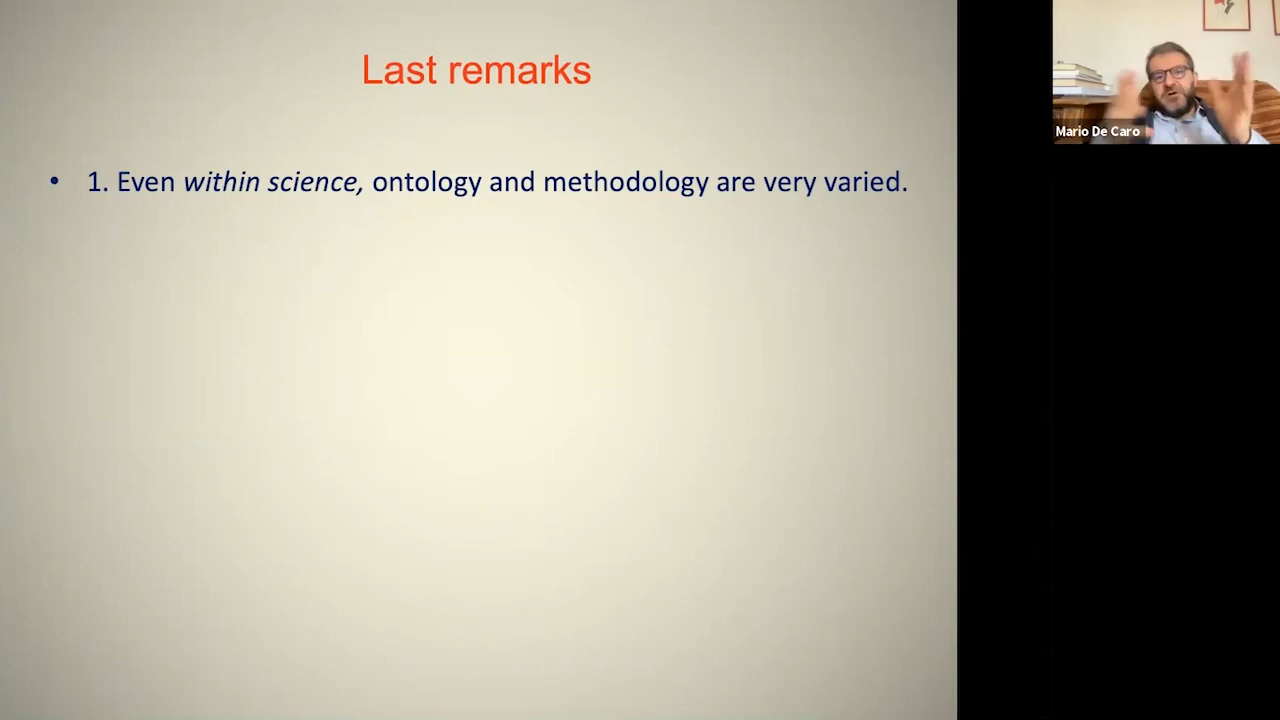 Last remarks
• 1. Even within science, ontology and methodology are very varied.
Mario De Caro